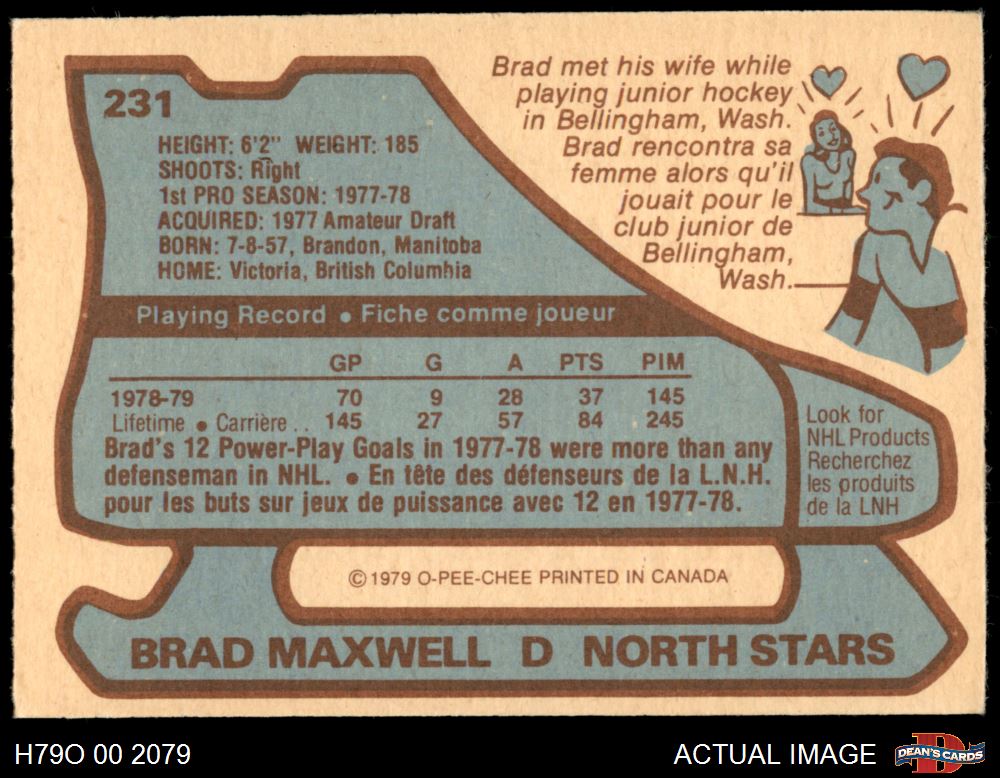 231
HEIGHT: 6'2" WEIGHT: 185
SHOOTS: Right
1st PRO SEASON: 1977-78
ACQUIRED: 1977 Amateur Draft
BORN: 7-8-57, Brandon, Manitoba
HOME: Victoria, British Columbia
Brad met his wife while
playing junior hockey
in Bellingham, Wash.
Brad rencontra sa
femme alors qu'il
jouait pour le
club junior de
Bellingham,
Wash.
Playing Record ● Fiche comme joueur
GP G A PTS PIM
1978-79 70 9 28 37 145
Lifetime ● Carrière .. 145 27 57 84 245
Brad's 12 Power-Play Goals in 1977-78 were more than any
defenseman in NHL. ● En tête des défenseurs de la L.N.H.
pour les buts sur jeux de puissance avec 12 en 1977-78.
Look for
NHL Products
Recherchez
les produits
de la LNH
©1979 O-PEE-CHEE PRINTED IN CANADA
BRAD MAXWELL D NORTH STARS
H79O 00 2079
ACTUAL IMAGE
D
DEAN'S CARDS